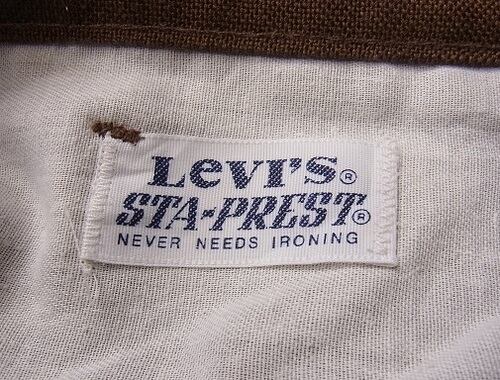 Levi's®
STA-PREST®
NEVER NEEDS IRONING